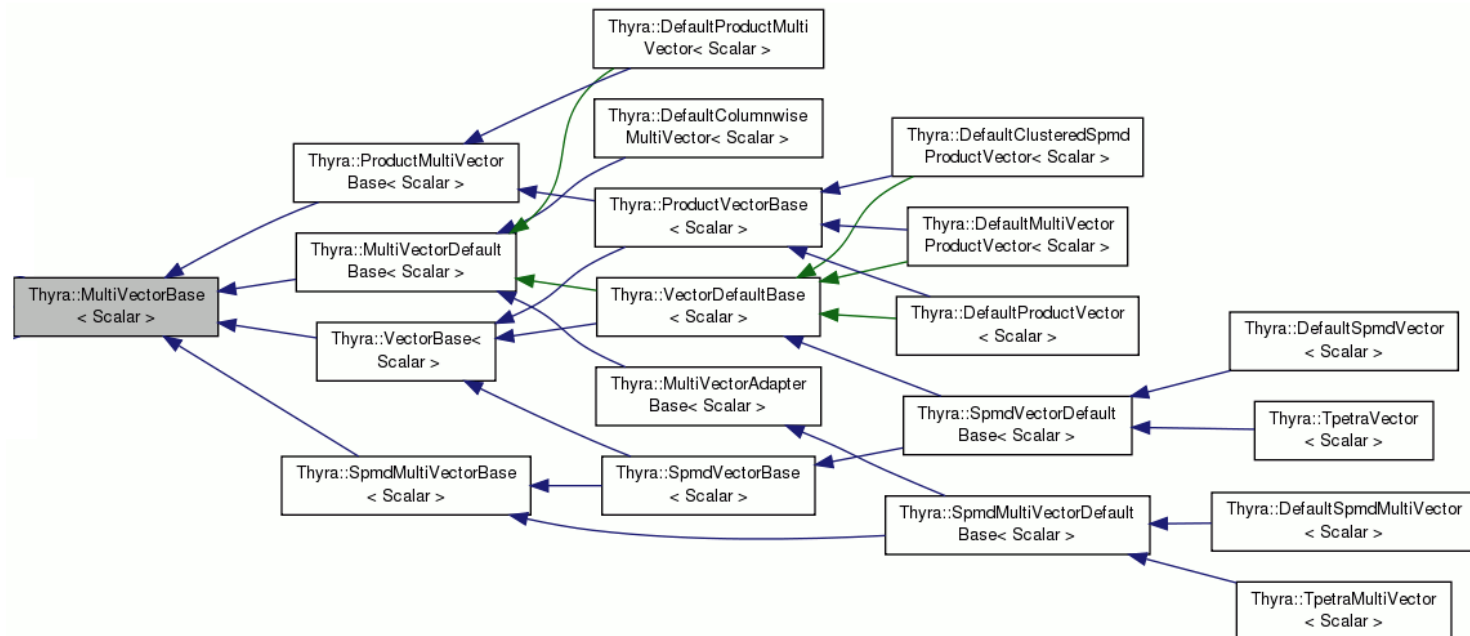 Thyra::DefaultProductMulti
Vector< Scalar >
Thyra::DefaultColumnwise
MultiVector< Scalar >
Thyra::DefaultClusteredSpmd
ProductVector< Scalar >
Thyra::ProductMultiVector
Base< Scalar >
Thyra::ProductVectorBase
< Scalar >
Thyra::DefaultMultiVector
ProductVector< Scalar >
Thyra::MultiVectorDefault
Base< Scalar >
Thyra::MultiVectorBase
< Scalar >
Thyra::VectorDefaultBase
< Scalar >
Thyra::DefaultProductVector
< Scalar >
Thyra::DefaultSpmdVector
< Scalar >
Thyra::VectorBase<
Scalar >
Thyra::MultiVectorAdapter
Base< Scalar >
Thyra::SpmdVectorDefault
Base< Scalar >
Thyra::TpetraVector
< Scalar >
Thyra::SpmdMultiVectorBase
< Scalar >
Thyra::SpmdVectorBase
< Scalar >
Thyra::SpmdMultiVectorDefault
Base< Scalar >
Thyra::DefaultSpmdMultiVector
< Scalar >
Thyra::TpetraMultiVector
< Scalar >